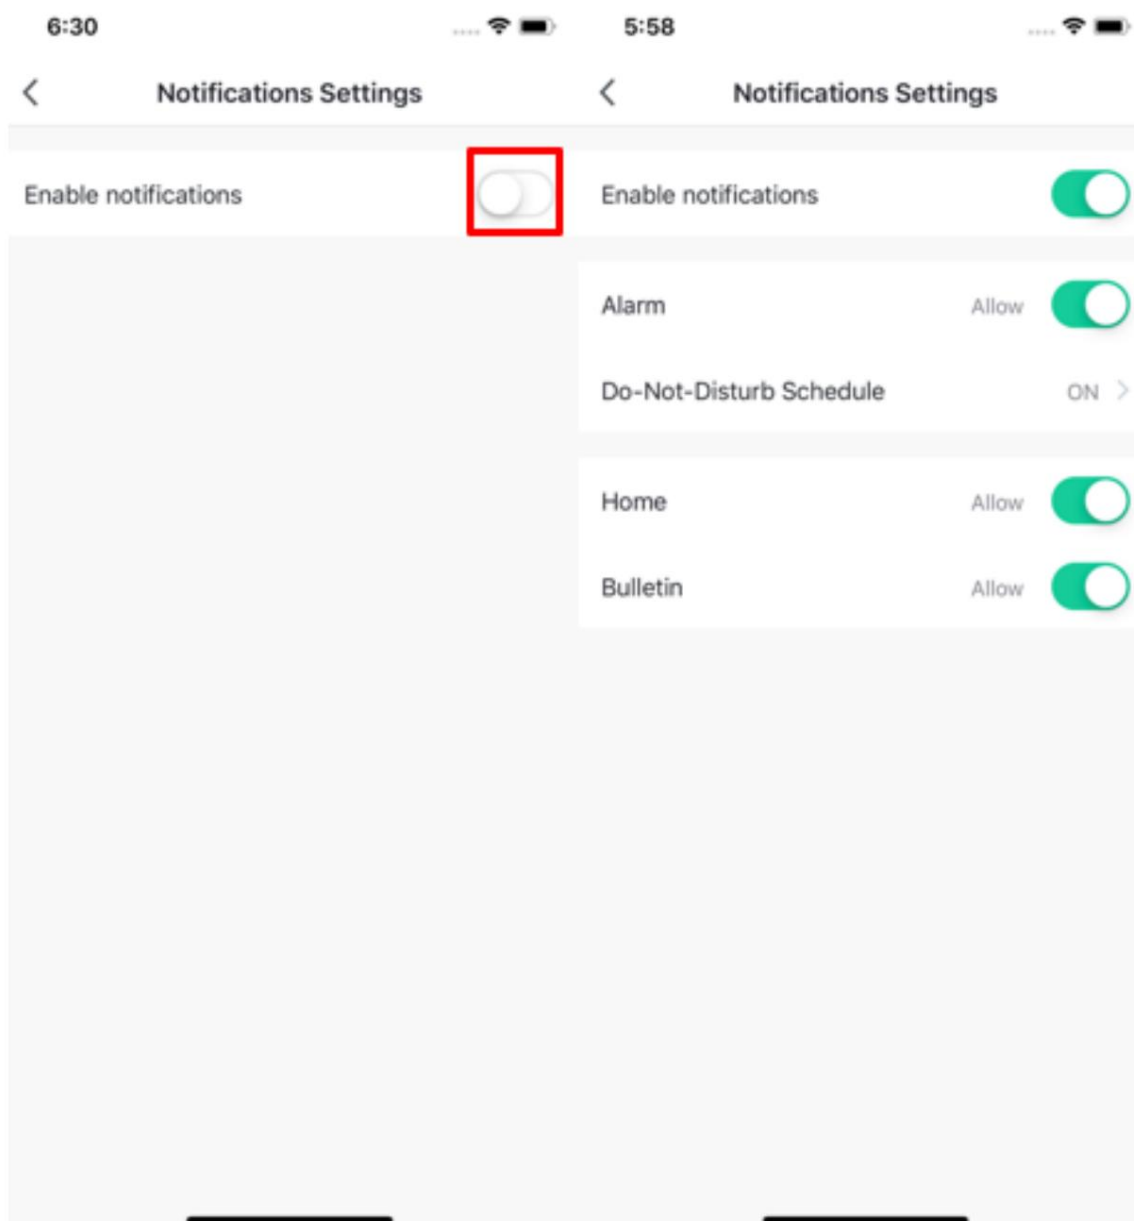 6:30
Notifications Settings
Enable notifications
5:58
Notifications Settings
Enable notifications
Alarm Allow
Do-Not-Disturb Schedule ON
Home Allow
Bulletin Allow